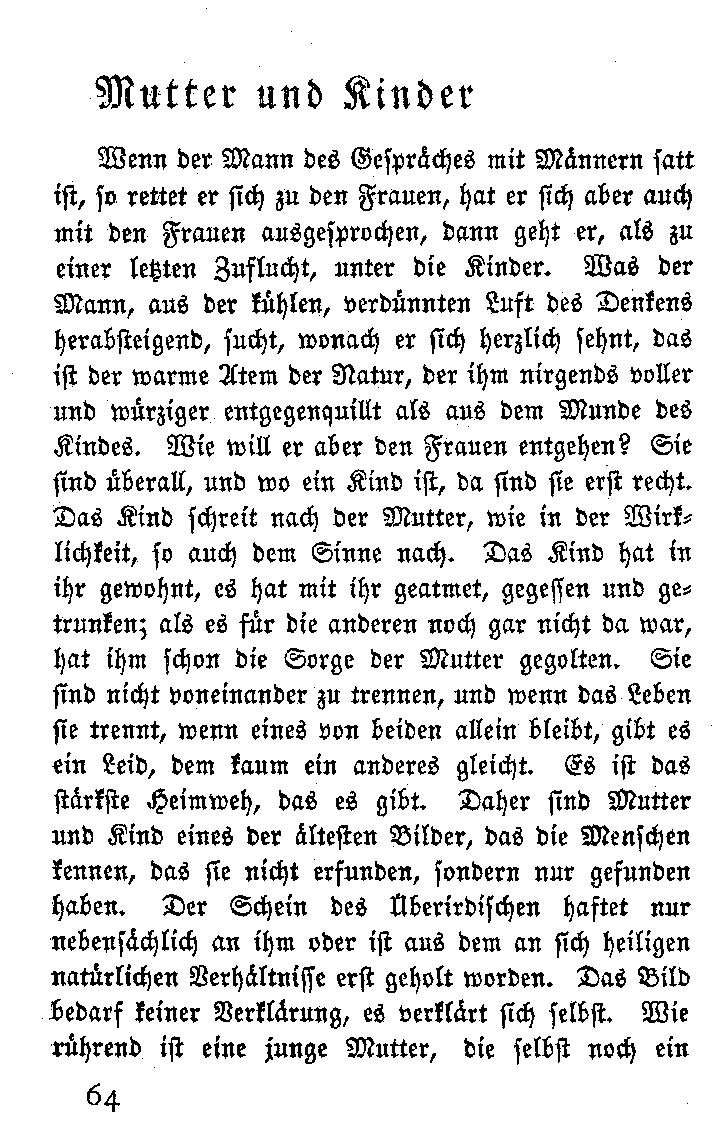 Mutter und Kinder
Wenn der Mann des Gespräches mit Männern satt
ist, so rettet er sich zu den Frauen, hat er sich aber auch
mit den Frauen ausgesprochen, dann geht er, als zu
einer letzten Zuflucht, unter die Kinder. Was der
Mann, aus der kühlen, verdünnten Luft des Denkens
herabsteigend, sucht, wonach er sich herzlich sehnt, das
ist der warme Atem der Natur, der ihm nirgends voller
und würziger entgegenquillt als aus dem Munde des
Kindes. Wie will er aber den Frauen entgehen? Sie
sind überall, und wo ein Kind ist, da sind sie erst recht.
Das Kind schreit nach der Mutter, wie in der Wirk-
lichkeit, so auch dem Sinne nach. Das Kind hat in
ihr gewohnt, es hat mit ihr geatmet, gegessen und ge-
trunken; als es für die anderen noch gar nicht da war,
hat ihm schon die Sorge der Mutter gegolten. Sie
sind nicht voneinander zu trennen, und wenn das Leben
sie trennt, wenn eines von beiden allein bleibt, gibt es
ein Leid, dem kaum ein anderes gleicht. Es ist das
stärkste Heimweh, das es gibt. Daher sind Mutter
und Kind eines der ältesten Bilder, das die Menschen
kennen, das sie nicht erfunden, sondern nur gefunden
haben. Der Schein des Überirdischen haftet nur
nebensächlich an ihm oder ist aus dem an sich heiligen
natürlichen Verhältnisse erst geholt worden. Das Bild
bedarf keiner Verklärung, es verklärt sich selbst. Wie
rührend ist eine junge Mutter, die selbst noch ein
64